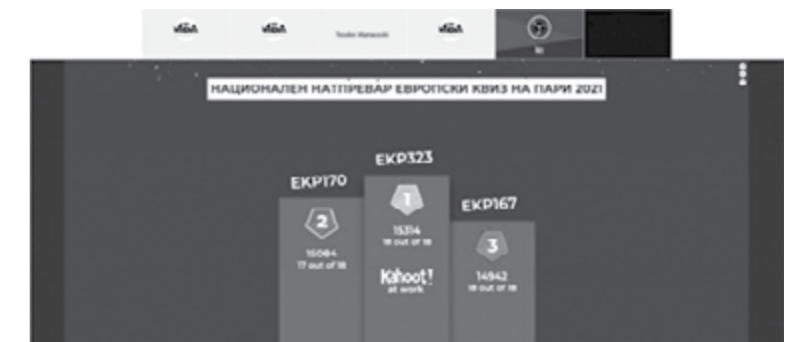 НАЦИОНАЛЕН НАТПРЕВАР ЕВРОПСКИ КВИЗ НА ПАРИ 2021
EKP323
EKP170
EKP167
1
2
3
15314
18 out of 18
15084
17 out of 18
14942
18 out of 18
Kahoot!
at work